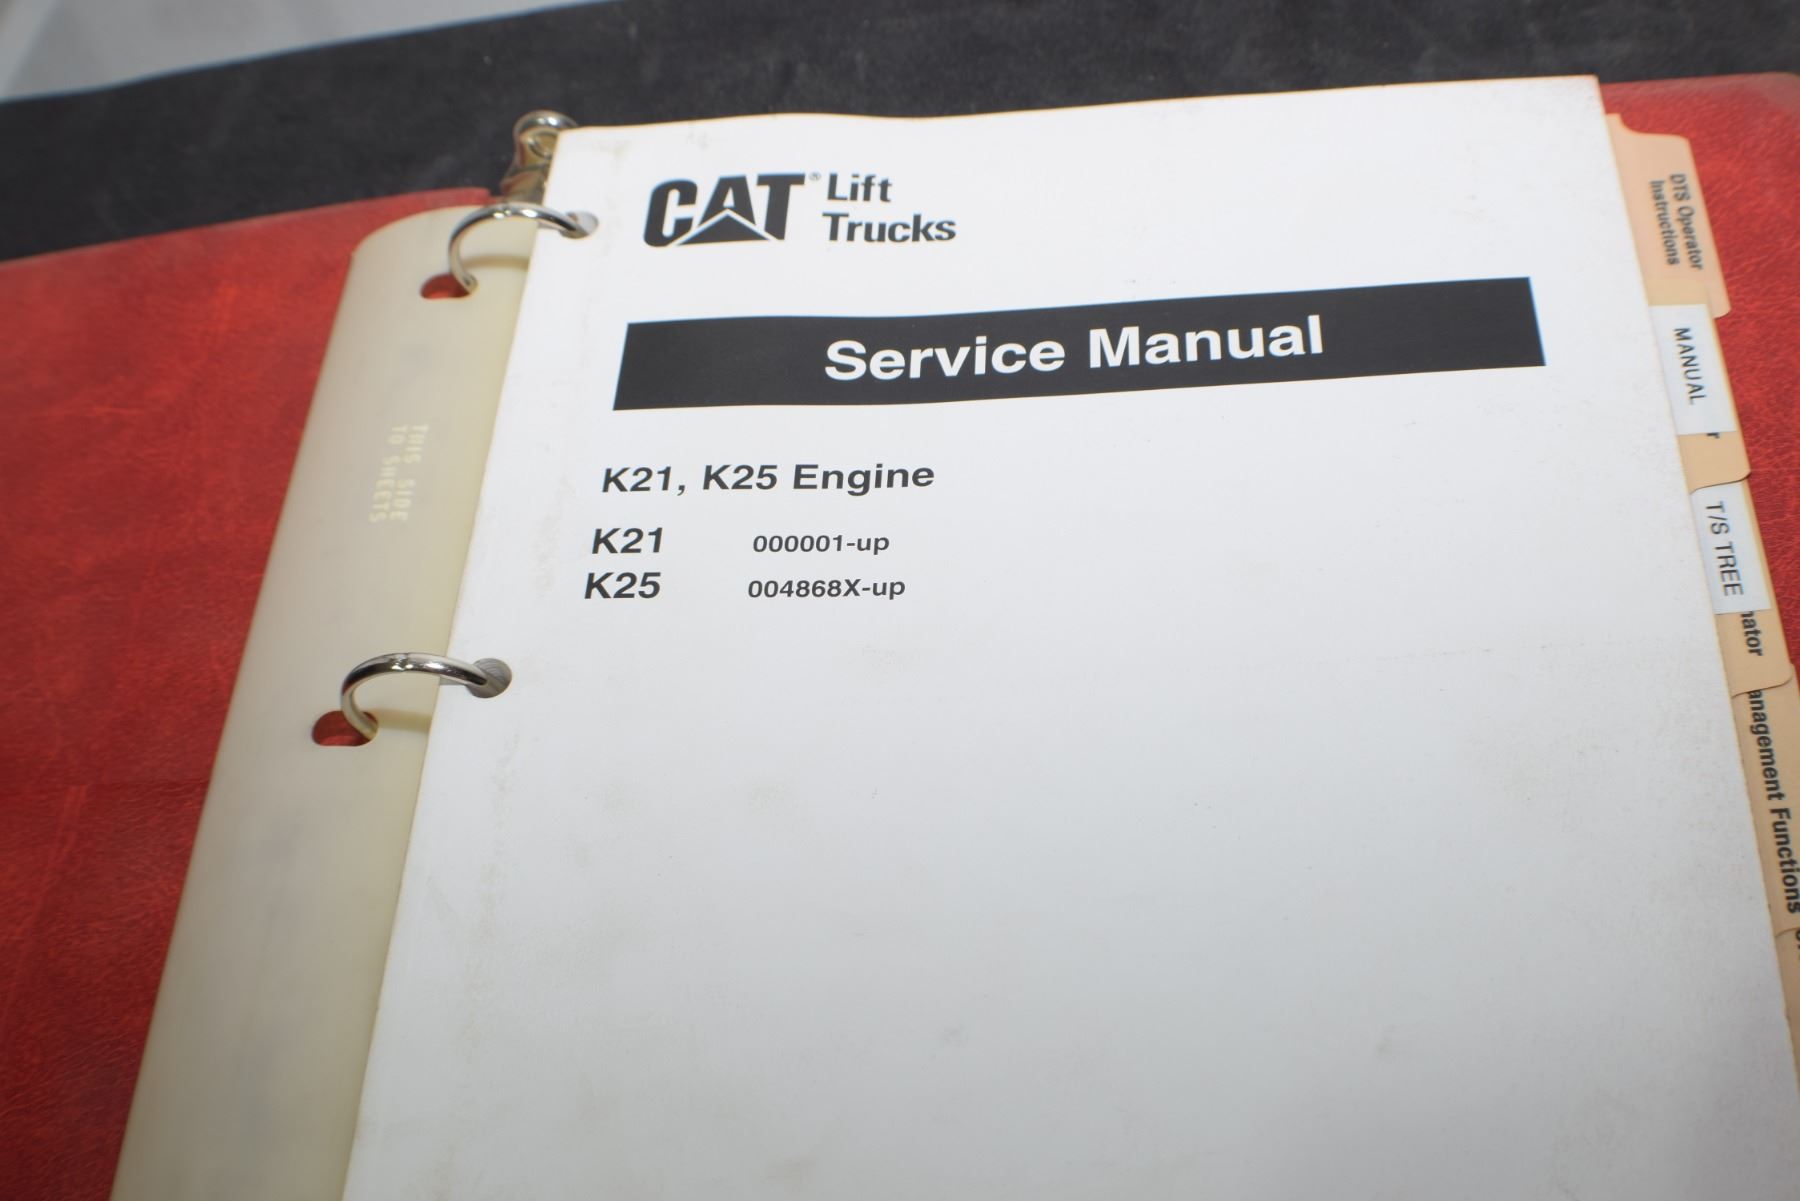 CAT® Lift
Trucks
Service Manual
K21, K25 Engine
K21 000001-up
K25 004868X-up
THIS SIDE
TO SHEETS
DTS Operator
Instructions
MANUAL
r
T/S TREE
nator
anagement Functions